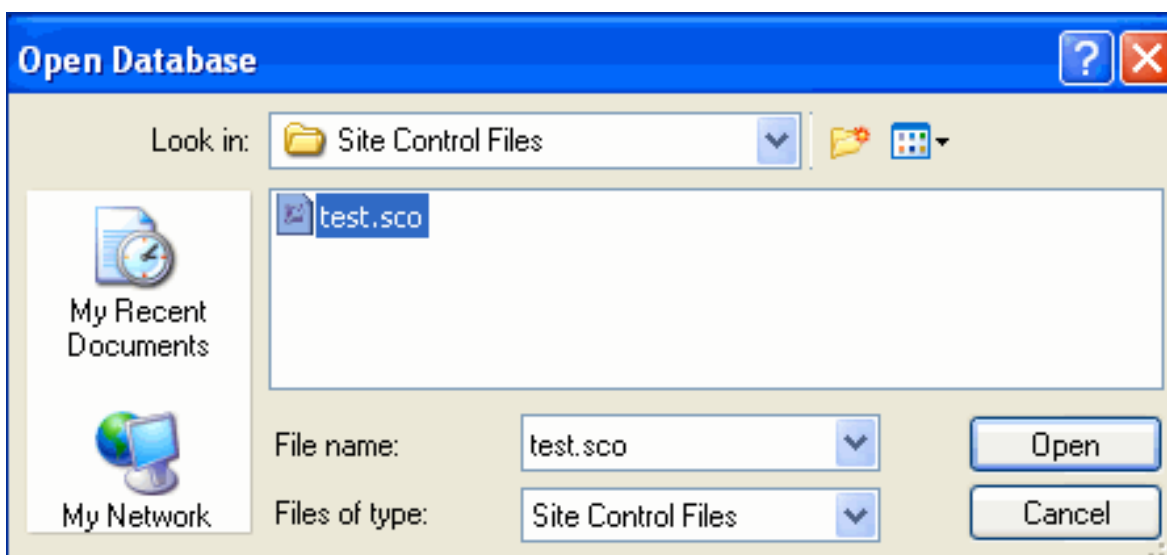 Open Database
Look in: Site Control Files
test.sco
My Recent
Documents
My Network
File name: test.sco Open
Files of type: Site Control Files Cancel